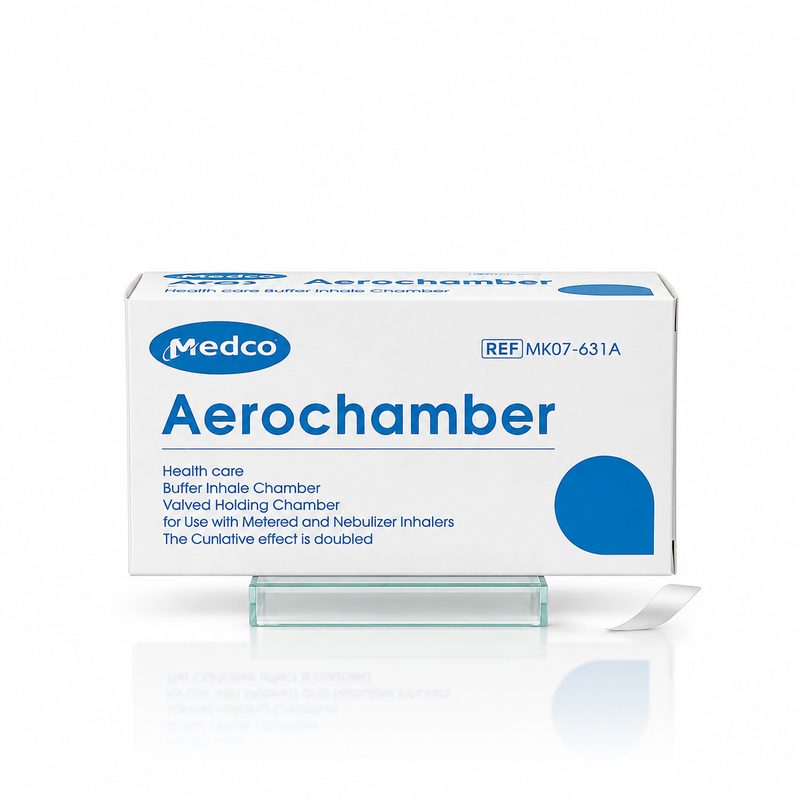 Medco
Aerochamber
Health care Buffer Inhale Chamber
Medco
REF MK07-631A
Aerochamber
Health care
Buffer Inhale Chamber
Valved Holding Chamber
for Use with Metered and Nebulizer Inhalers
The Cunlative effect is doubled